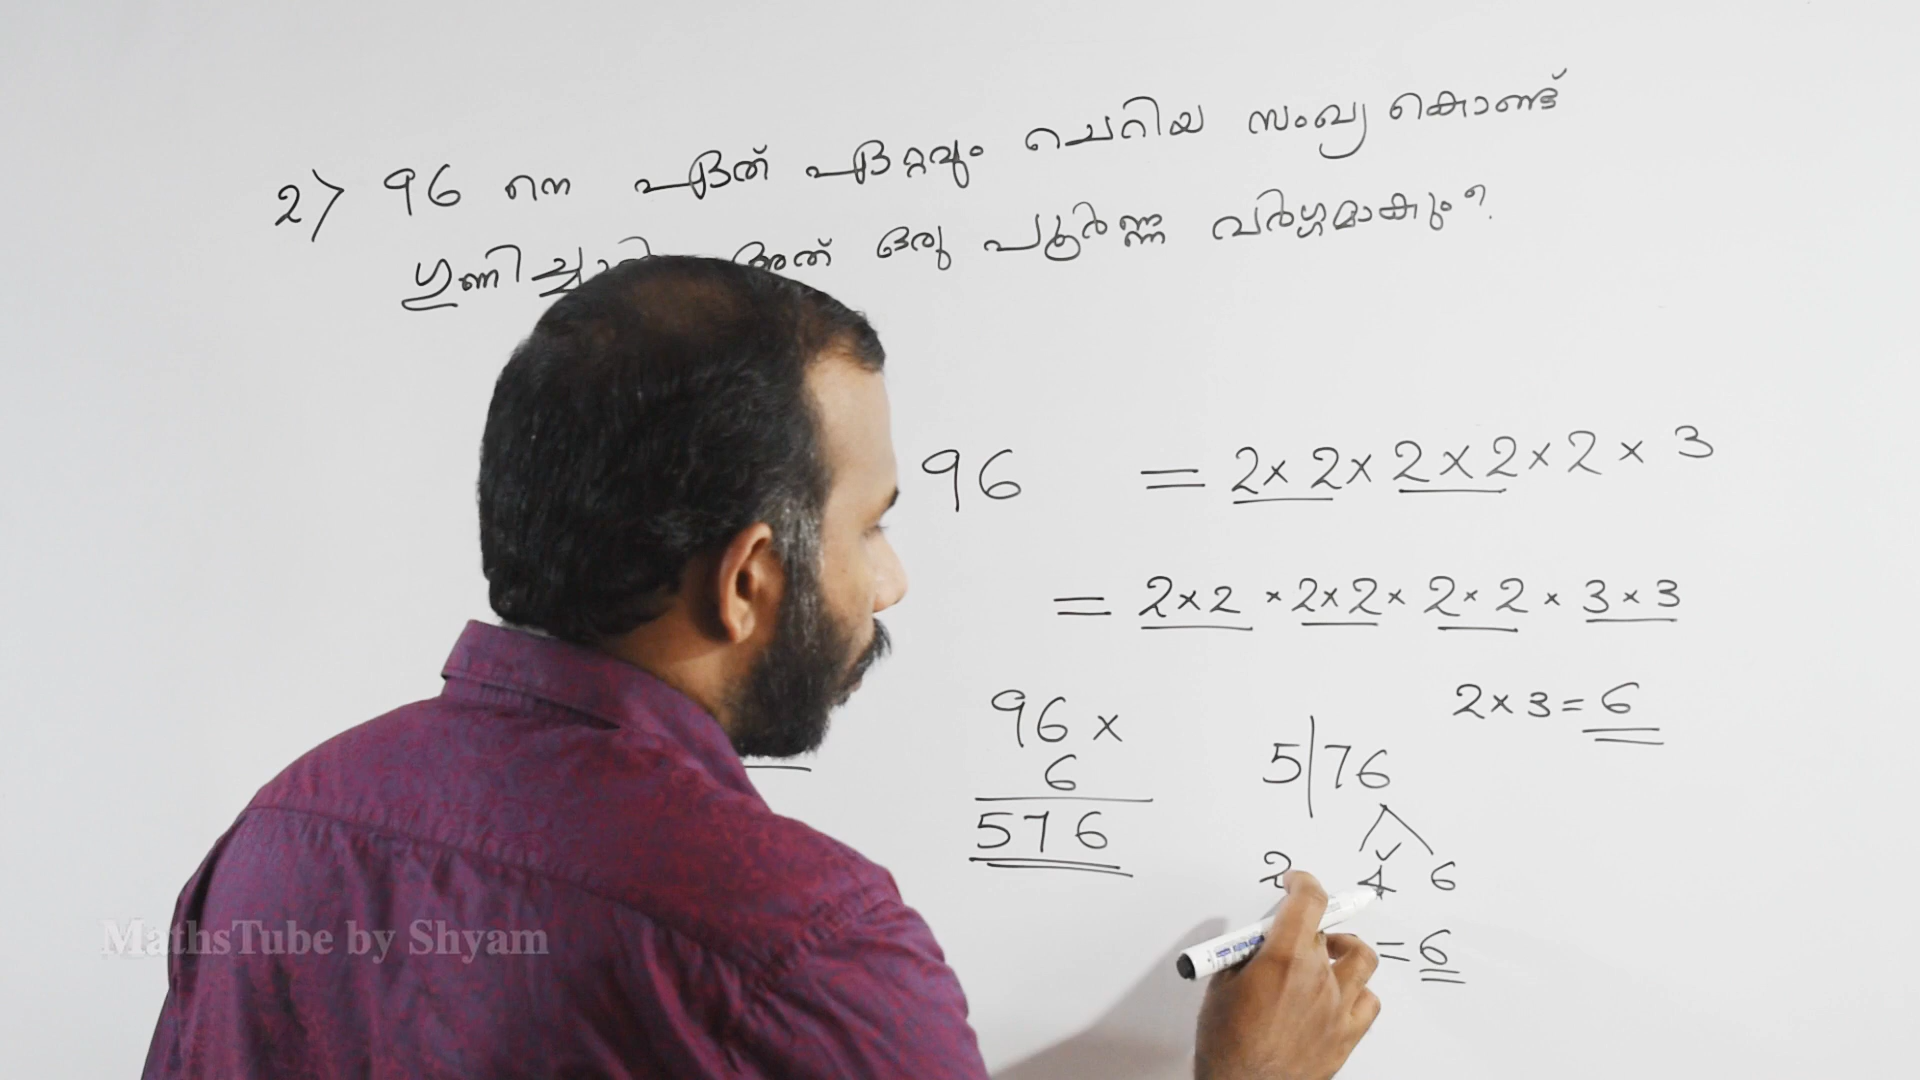 2) 96 നെ ഏത് ഏറ്റവും ചെറിയ സംഖ്യ കൊണ്ട്
അത് ഒരു പൂർണ്ണ വർഗ്ഗമാകും?
96 = 2 × 2 × 2 × 2 × 2 × 3
= 2 × 2 × 2 × 2 × 2 × 2 × 3 × 3
2 × 3 = 6
96 ×
6
576
5|76
2 4 6
= 6
MathsTube by Shyam